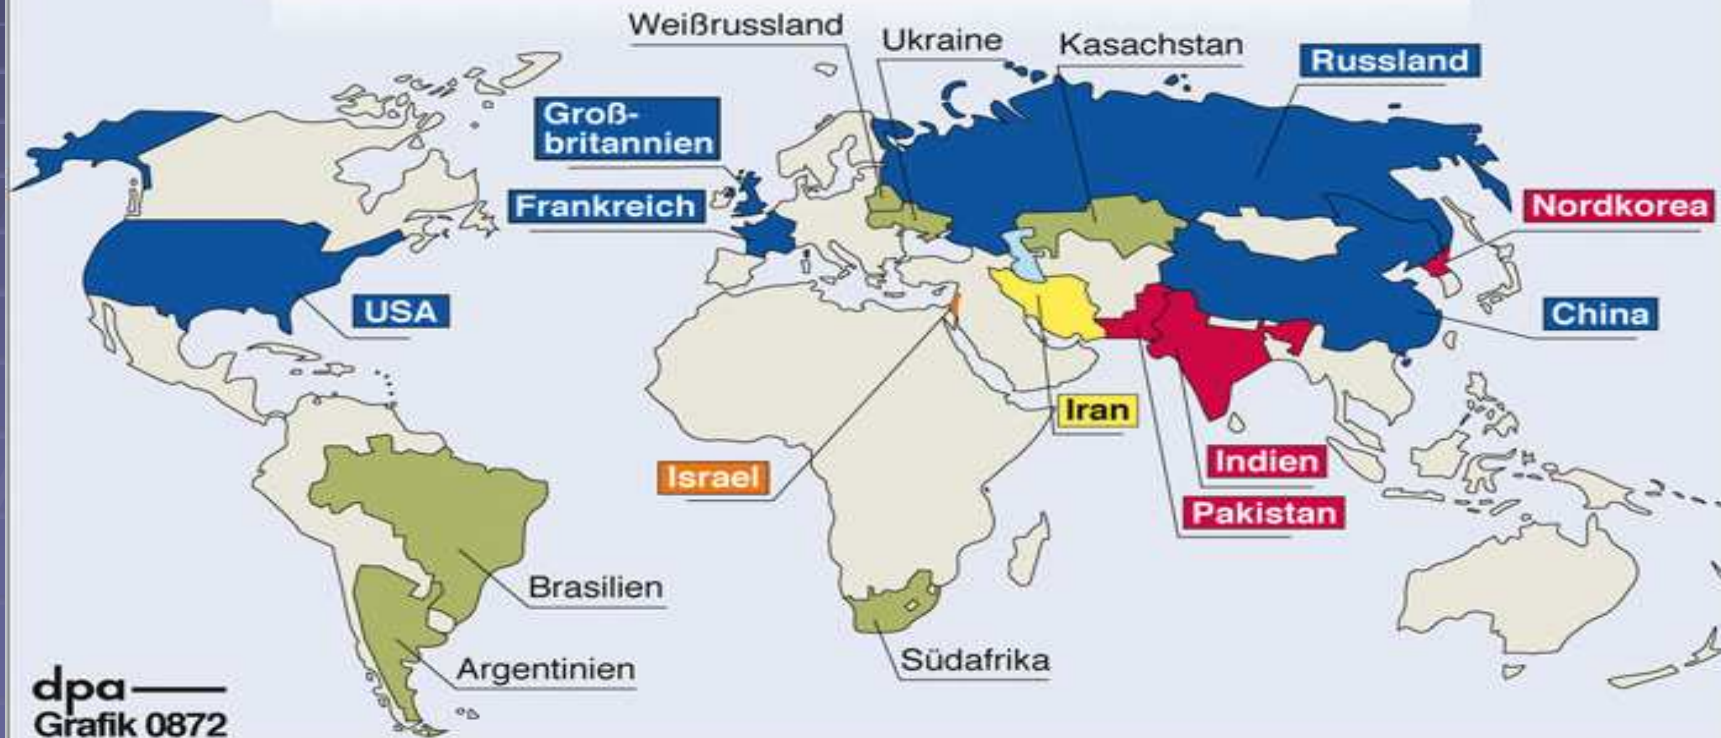 Weißrussland
Ukraine
Kasachstan
Russland
Groß-
britannien
Frankreich
Nordkorea
USA
China
Iran
Israel
Indien
Pakistan
Brasilien
Argentinien
Südafrika
dpa
Grafik 0872